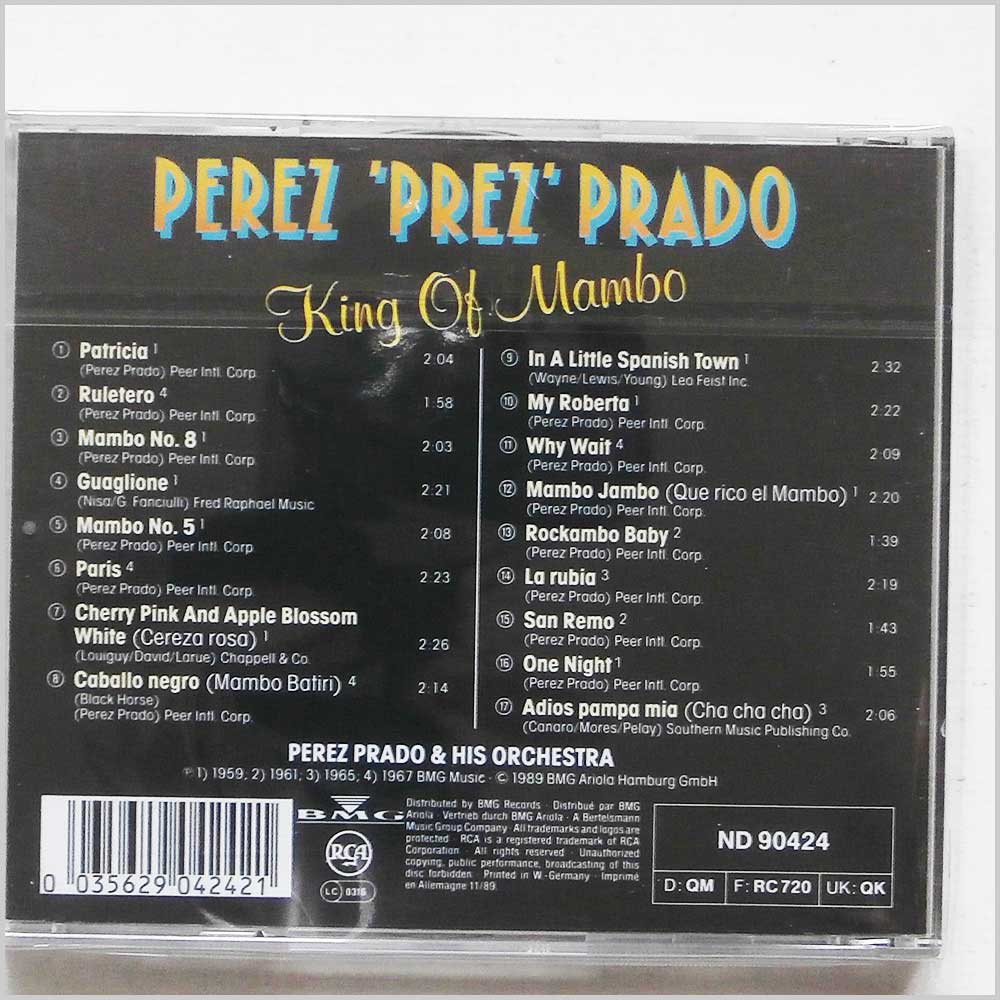 PEREZ 'PREZ' PRADO
King Of Mambo
1 Patricia 1 2:04
(Perez Prado) Peer Intl. Corp.
2 Ruletero 4 1:58
(Perez Prado) Peer Intl. Corp.
3 Mambo No. 8 1 2:03
(Perez Prado) Peer Intl. Corp.
4 Guaglione 1 2:21
(Nisa/G. Fanciulli) Fred Raphael Music
5 Mambo No. 5 1 2:08
(Perez Prado) Peer Intl. Corp.
6 Paris 4 2:23
(Perez Prado) Peer Intl. Corp.
7 Cherry Pink And Apple Blossom
White (Cereza rosa) 1 2:26
(Louiguy/David/Larue) Chappell & Co.
8 Caballo negro (Mambo Batiri) 4 2:14
(Black Horse)
(Perez Prado) Peer Intl. Corp.
9 In A Little Spanish Town 1 2:32
(Wayne/Lewis/Young) Leo Feist Inc.
10 My Roberta 1 2:22
(Perez Prado) Peer Intl. Corp.
11 Why Wait 4 2:09
(Perez Prado) Peer Intl. Corp.
12 Mambo Jambo (Que rico el Mambo) 1 2:20
(Perez Prado) Peer Intl. Corp.
13 Rockambo Baby 2 1:39
(Perez Prado) Peer Intl. Corp.
14 La rubia 3 2:19
(Perez Prado) Peer Intl. Corp.
15 San Remo 2 1:43
(Perez Prado) Peer Intl. Corp.
16 One Night 1 1:55
(Perez Prado) Peer Intl. Corp.
17 Adios pampa mia (Cha cha cha) 3 2:06
(Canaro/Mores/Pelay) Southern Music Publishing Co.
PEREZ PRADO & HIS ORCHESTRA
℗ 1) 1959; 2) 1961; 3) 1965; 4) 1967 BMG Music · © 1989 BMG Ariola Hamburg GmbH
0 035629 042421
BMG
RCA
LC 0316
Distributed by BMG Records · Distribué par BMG
Ariola · Vertrieb durch BMG Ariola · A Bertelsmann
Music Group Company · All trademarks and logos are
protected · RCA is a registered trademark of RCA
Corporation · All rights reserved · Unauthorized
copying, public performance, broadcasting of this
disc forbidden · Printed in W.-Germany · Imprimé
en Allemagne 11/89.
ND 90424
D: QM F: RC 720 UK: QK